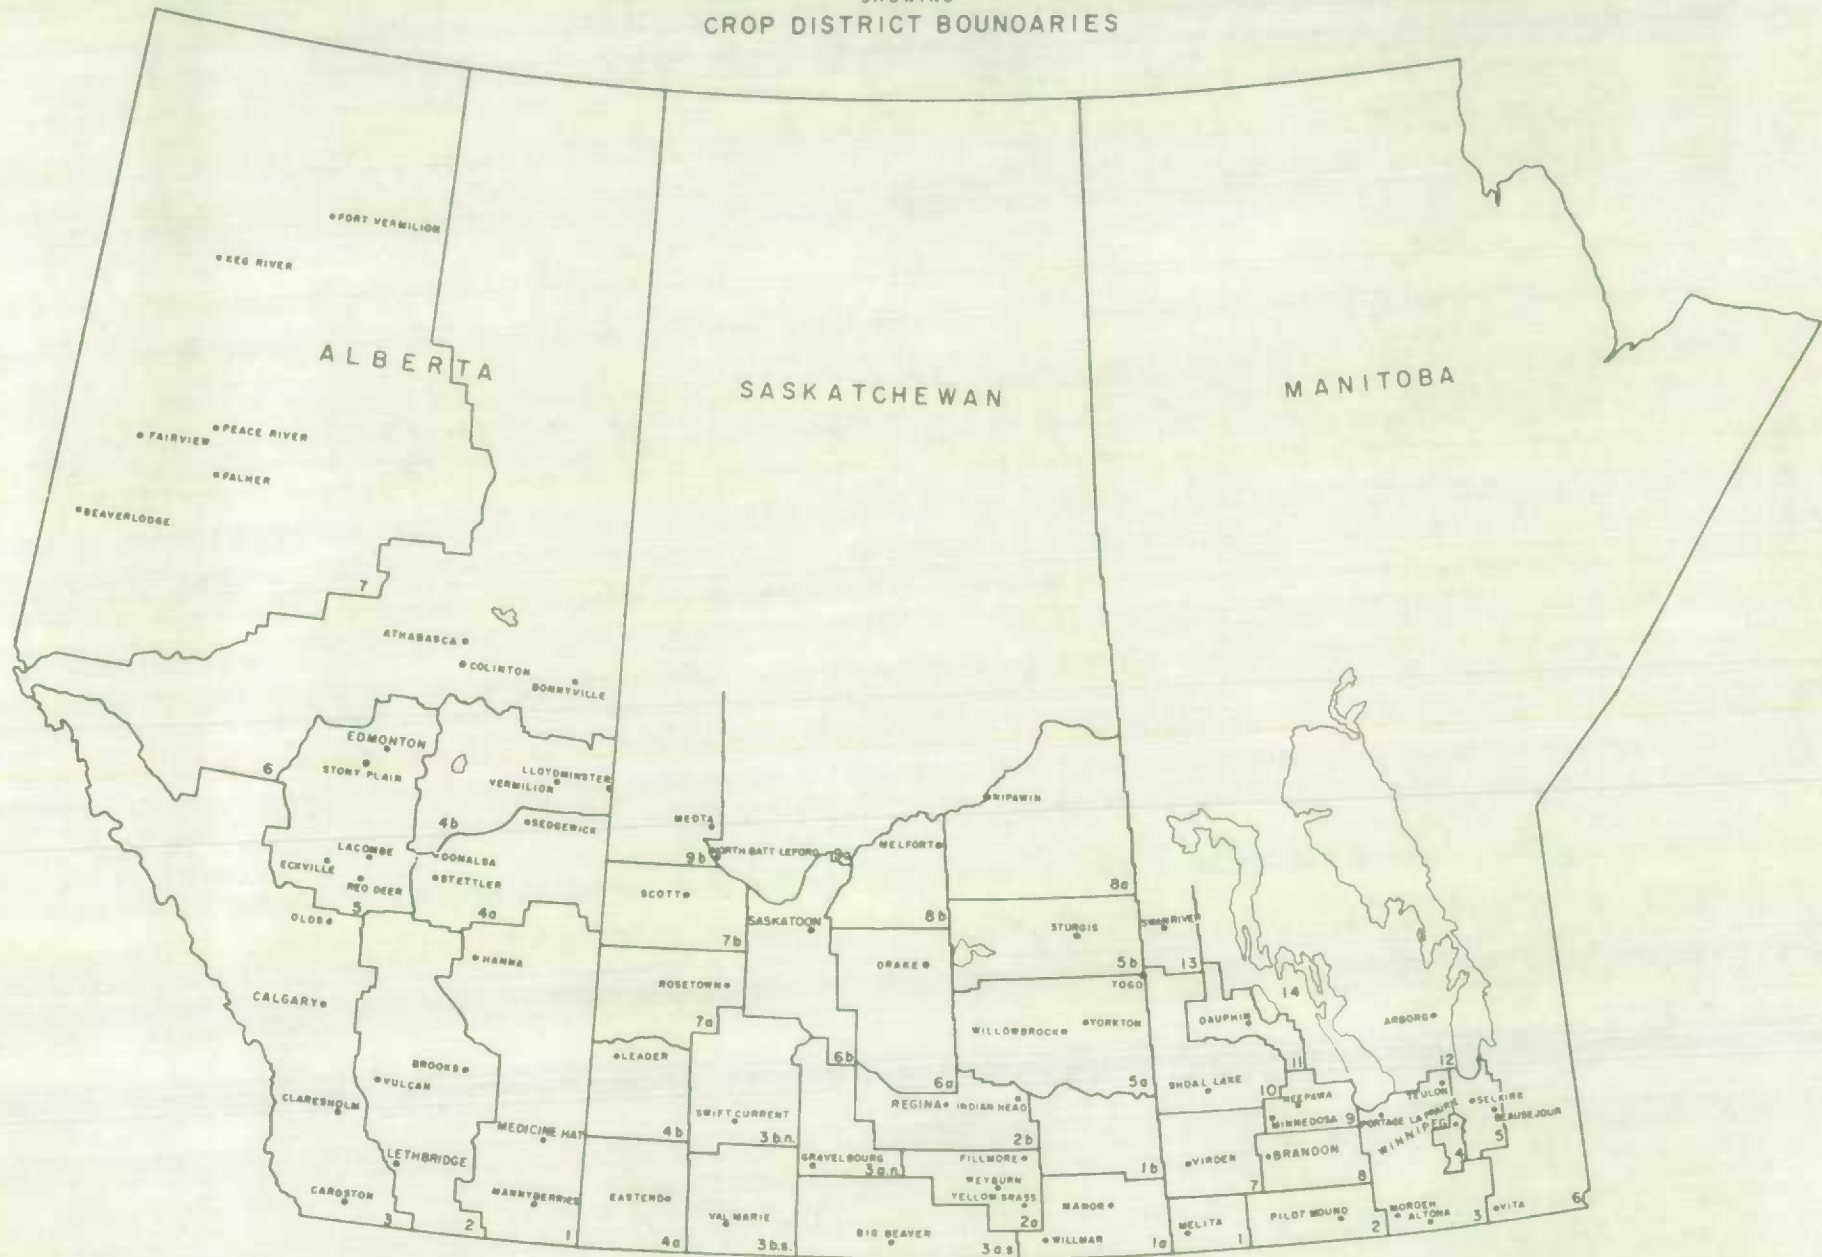 SHOWING
CROP DISTRICT BOUNDARIES
FORT VERMILION
KEG RIVER
ALBERTA
SASKATCHEWAN
MANITOBA
FAIRVIEW
PEACE RIVER
FALHER
BEAVERLODGE
7
ATHABASCA
COLINTON
BONNYVILLE
EDMONTON
STONY PLAIN
6
LLOYDMINSTER
VERMILION
4b
SEDGEWICK
LACOMBE
DONALDA
ECKVILLE
RED DEER
STETTLER
OLDS
5
4a
HANNA
CALGARY
BROOKS
VULCAN
CLARESHOLM
MEDICINE HAT
LETHBRIDGE
CARDSTON
MANYBERRIES
3
2
1
MEOTA
9b
NORTH BATTLEFORD
9a
NIPAWIN
MELFORT
SCOTT
SASKATOON
7b
8b
8a
STURGIS
DRAKE
5b
TOGO
ROSETOWN
7a
WILLOWBROCK
YORKTON
LEADER
6b
6a
5a
REGINA
INDIAN HEAD
SWIFT CURRENT
4b
3b.n.
2b
GRAVELBOURG
3a.n.
FILLMORE
1b
WEYBURN
YELLOW GRASS
2a
EASTEND
VAL MARIE
BIG BEAVER
MANOR
WILLMAR
4a
3b.s.
3a.s
1a
SWAN RIVER
13
14
DAUPHIN
ARBORG
11
12
SHOAL LAKE
10
NEEPAWA
MINNEDOSA
9
PORTAGE LA PRAIRIE
TEULON
SELKIRK
BEAUSEJOUR
WINNIPEG
4
5
VIRDEN
BRANDON
7
8
MELITA
1
PILOT MOUND
2
MORDEN
ALTONA
3
VITA
6